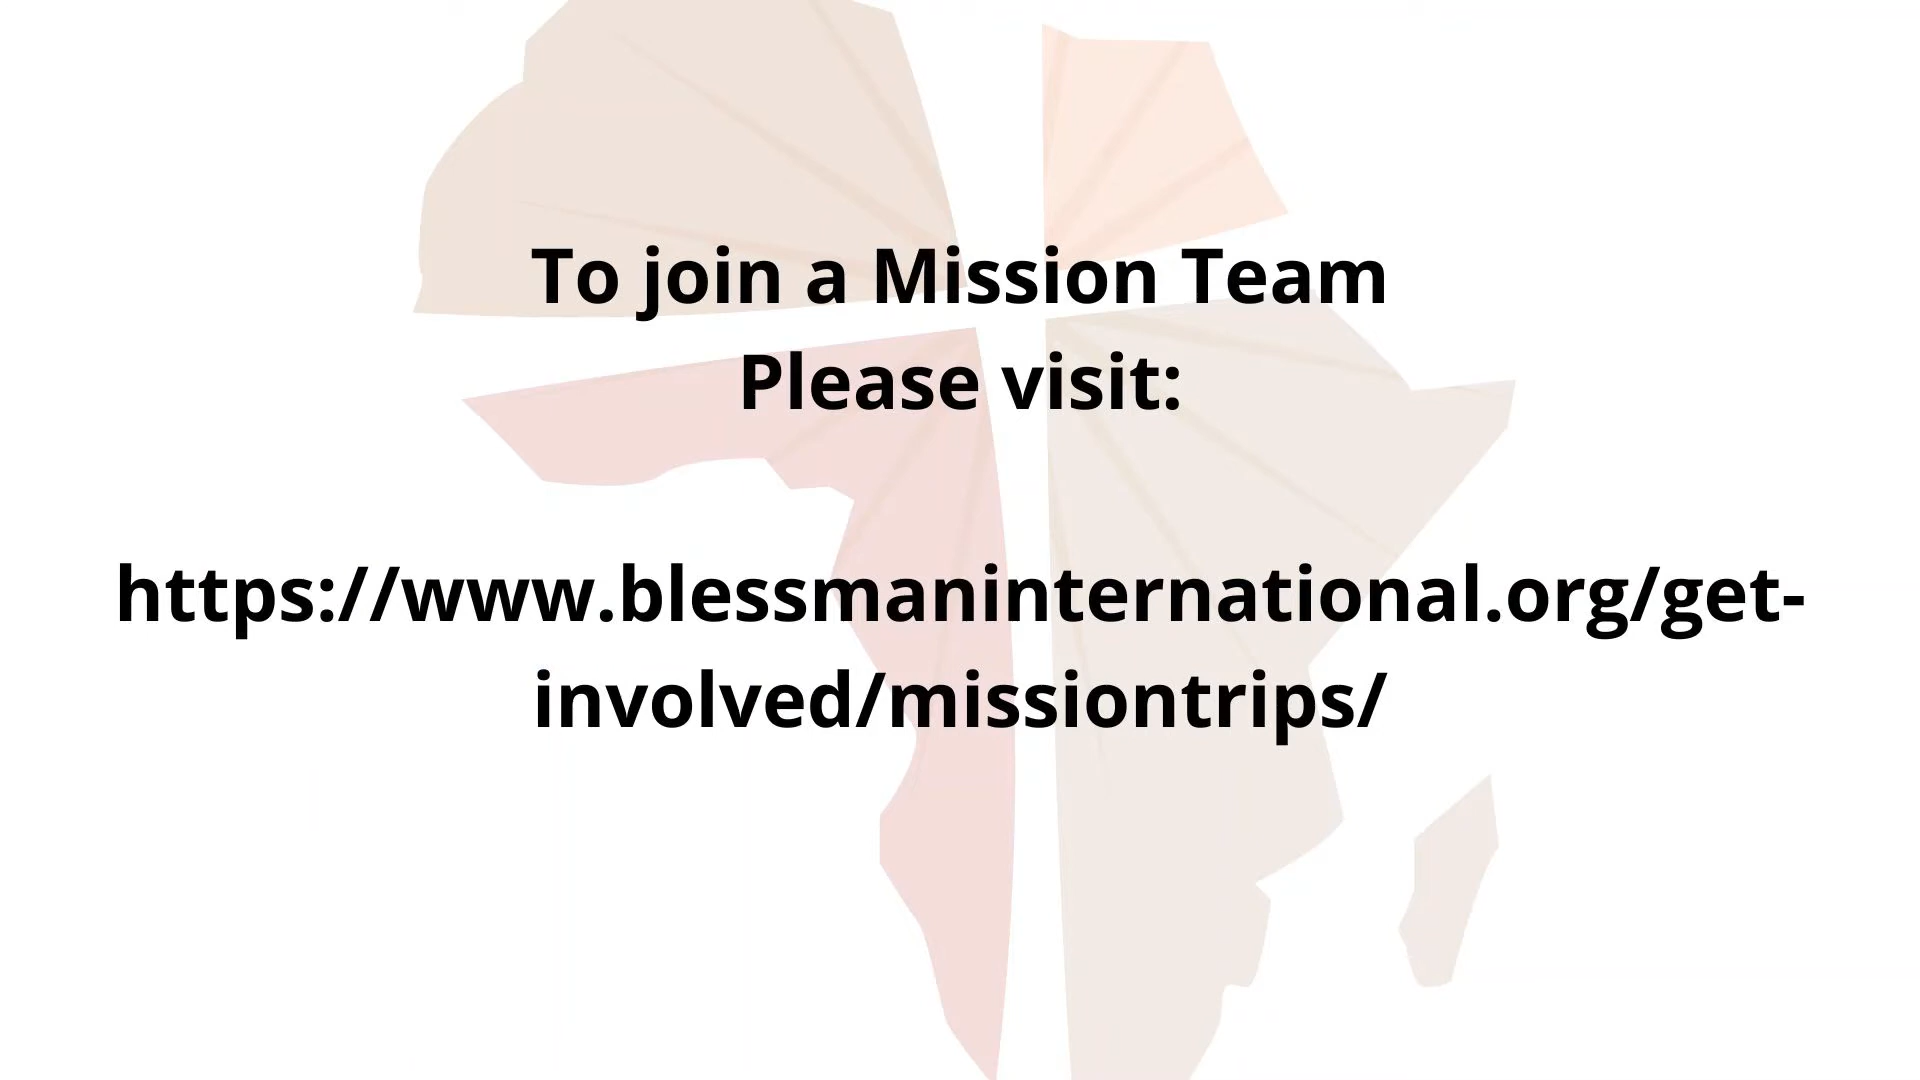 To join a Mission Team
Please visit:
https://www.blessmaninternational.org/get-
involved/missiontrips/